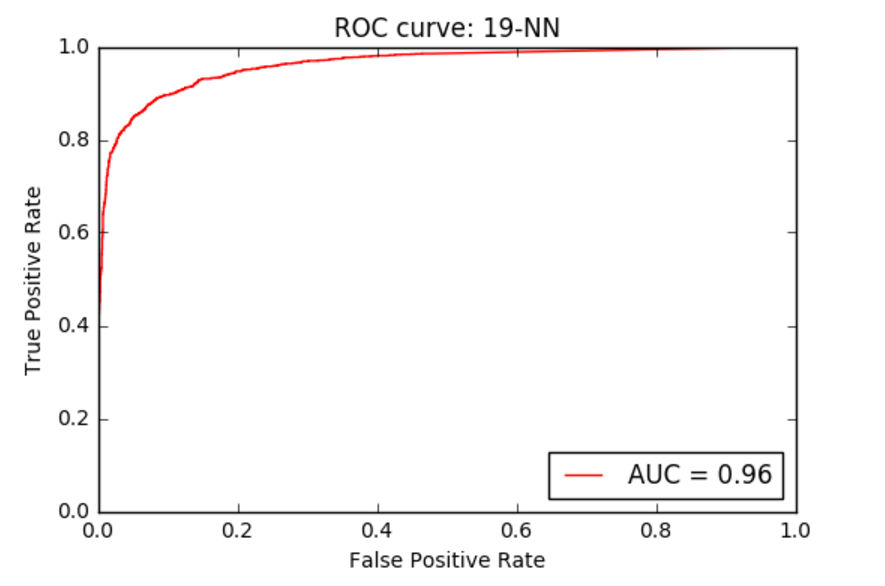 ROC curve: 19-NN
1.0
0.8
0.6
0.4
0.2
0.0
True Positive Rate
AUC = 0.96
0.0 0.2 0.4 0.6 0.8 1.0
False Positive Rate